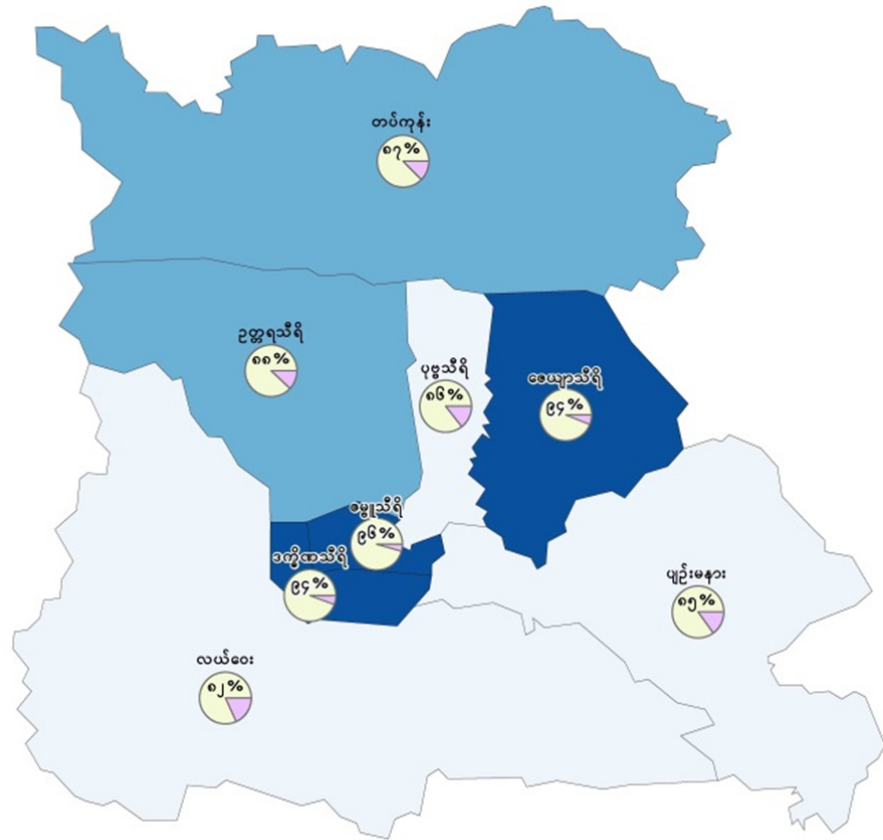 တပ်ကုန်း
၈၇%
ဥတ္တရသီရိ
၈၈%
ပုဗ္ဗသီရိ
၈၆%
ဇေယျာသီရိ
၉၄%
ဇမ္ဗူသီရိ
၉၆%
ဒက္ခိဏသီရိ
၉၄%
ပျဉ်းမနား
၈၅%
လယ်ဝေး
၈၂%